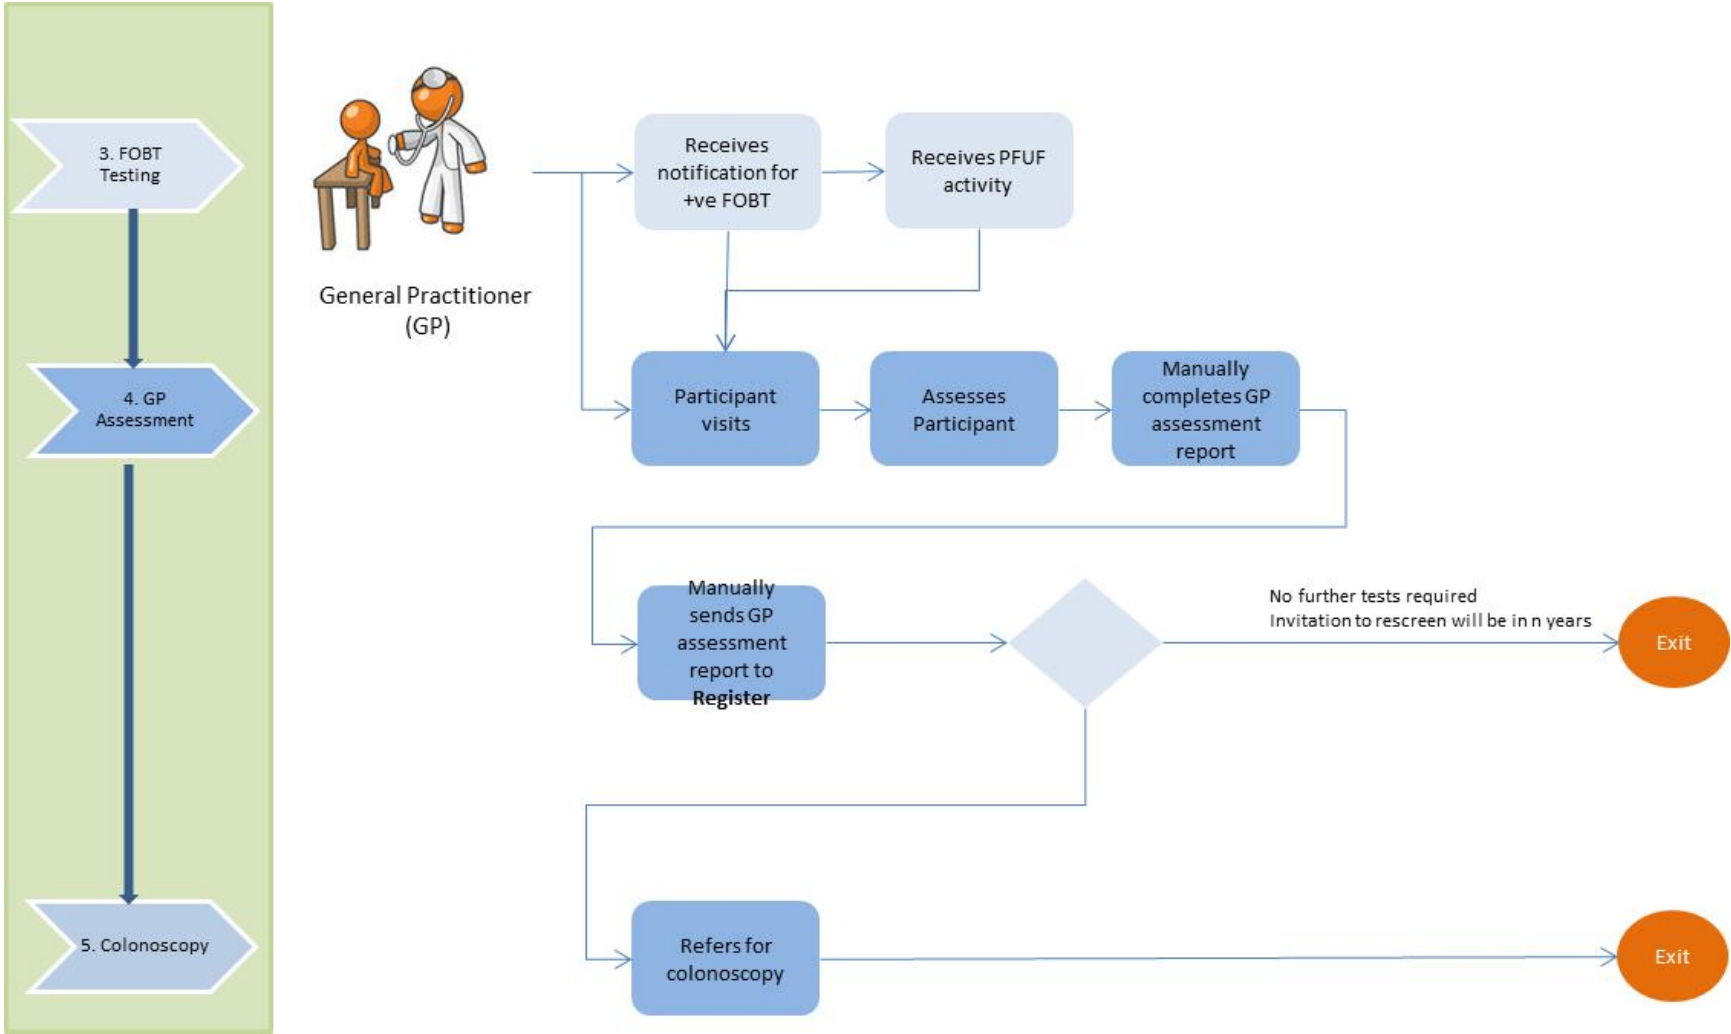 3. FOBT
Testing
General Practitioner
(GP)
Receives
notification for
+ve FOBT
Receives PFUF
activity
4. GP
Assessment
Participant
visits
Assesses
Participant
Manually
completes GP
assessment
report
Manually
sends GP
assessment
report to
Register
No further tests required
Invitation to rescreen will be in n years
Exit
5. Colonoscopy
Refers for
colonoscopy
Exit